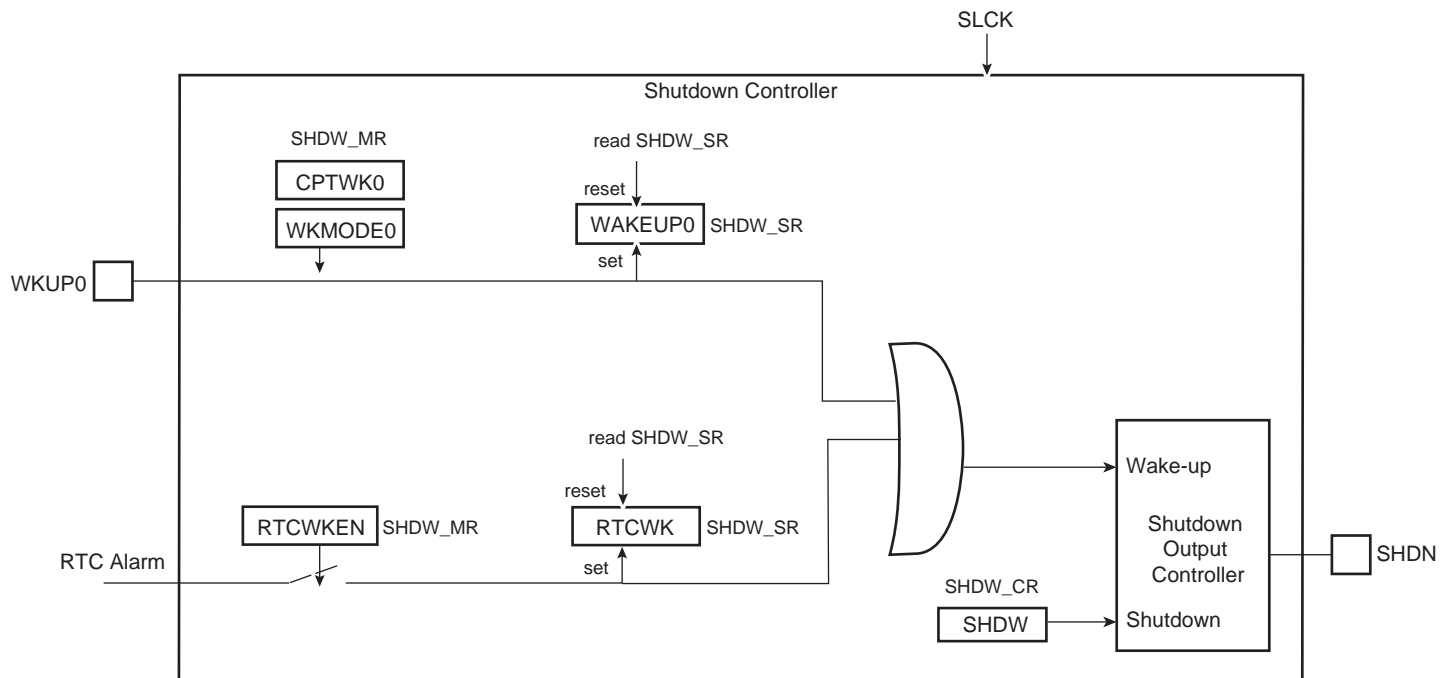 SLCK
Shutdown Controller
SHDW_MR
CPTWK0
WKMODE0
read SHDW_SR
reset
WAKEUP0
SHDW_SR
set
WKUP0
read SHDW_SR
reset
RTCWKEN
SHDW_MR
RTCWK
SHDW_SR
set
RTC Alarm
Wake-up
Shutdown
Output
Controller
SHDN
SHDW_CR
SHDW
Shutdown